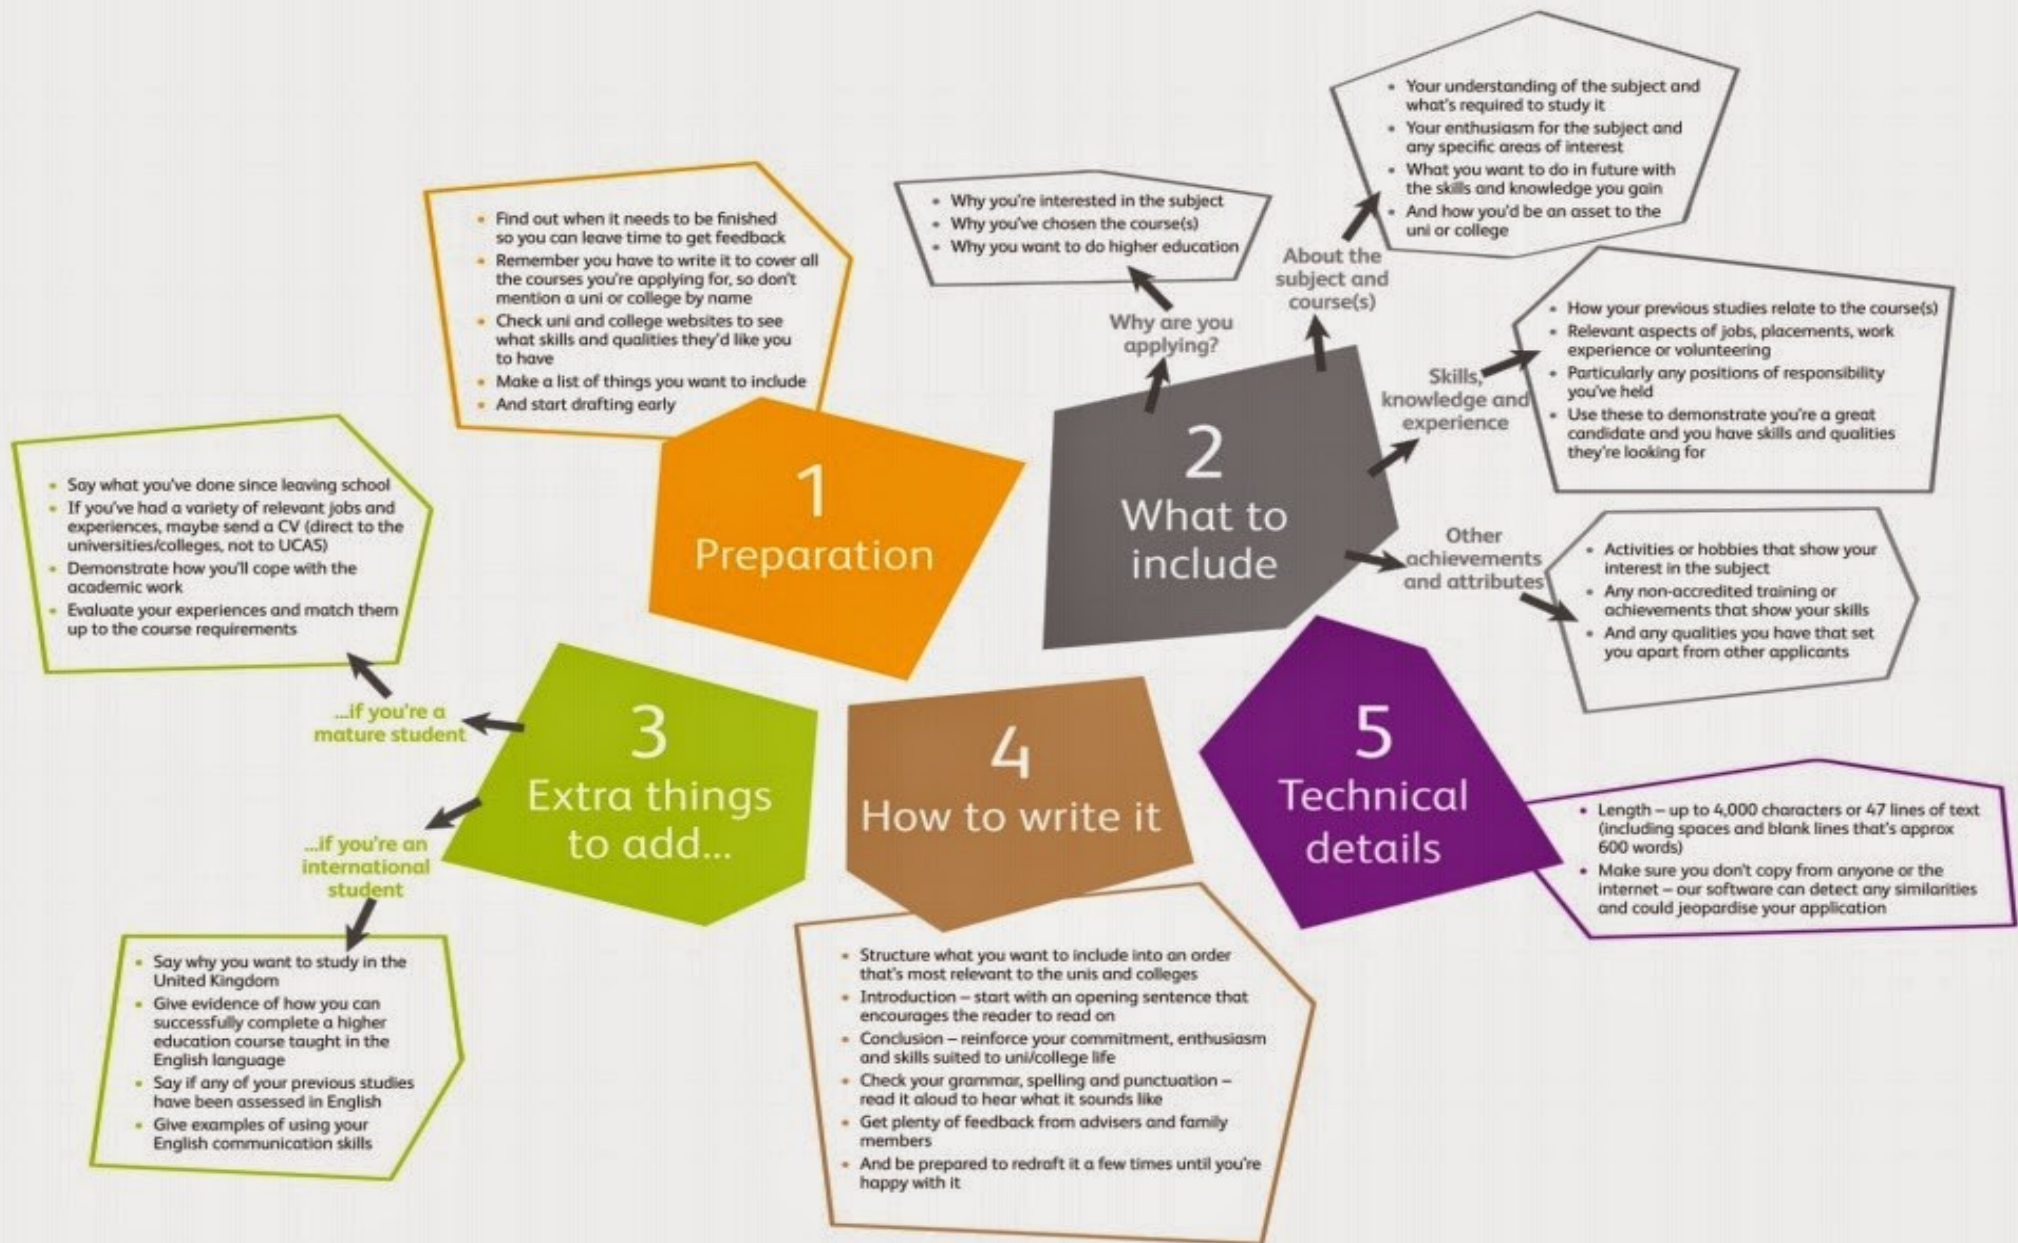 1
Preparation
• Find out when it needs to be finished
so you can leave time to get feedback
• Remember you have to write it to cover all
the courses you're applying for, so don't
mention a uni or college by name
• Check uni and college websites to see
what skills and qualities they'd like you
to have
• Make a list of things you want to include
• And start drafting early
2
What to
include
Why are you
applying?
• Why you're interested in the subject
• Why you've chosen the course(s)
• Why you want to do higher education
About the
subject and
course(s)
• Your understanding of the subject and
what's required to study it
• Your enthusiasm for the subject and
any specific areas of interest
• What you want to do in future with
the skills and knowledge you gain
• And how you'd be an asset to the
uni or college
Skills,
knowledge and
experience
• How your previous studies relate to the course(s)
• Relevant aspects of jobs, placements, work
experience or volunteering
• Particularly any positions of responsibility
you've held
• Use these to demonstrate you're a great
candidate and you have skills and qualities
they're looking for
Other
achievements
and attributes
• Activities or hobbies that show your
interest in the subject
• Any non-accredited training or
achievements that show your skills
• And any qualities you have that set
you apart from other applicants
3
Extra things
to add...
...if you're a
mature student
• Say what you've done since leaving school
• If you've had a variety of relevant jobs and
experiences, maybe send a CV (direct to the
universities/colleges, not to UCAS)
• Demonstrate how you'll cope with the
academic work
• Evaluate your experiences and match them
up to the course requirements
...if you're an
international
student
• Say why you want to study in the
United Kingdom
• Give evidence of how you can
successfully complete a higher
education course taught in the
English language
• Say if any of your previous studies
have been assessed in English
• Give examples of using your
English communication skills
4
How to write it
• Structure what you want to include into an order
that's most relevant to the unis and colleges
• Introduction – start with an opening sentence that
encourages the reader to read on
• Conclusion – reinforce your commitment, enthusiasm
and skills suited to uni/college life
• Check your grammar, spelling and punctuation –
read it aloud to hear what it sounds like
• Get plenty of feedback from advisers and family
members
• And be prepared to redraft it a few times until you're
happy with it
5
Technical
details
• Length – up to 4,000 characters or 47 lines of text
(including spaces and blank lines that's approx
600 words)
• Make sure you don't copy from anyone or the
internet – our software can detect any similarities
and could jeopardise your application